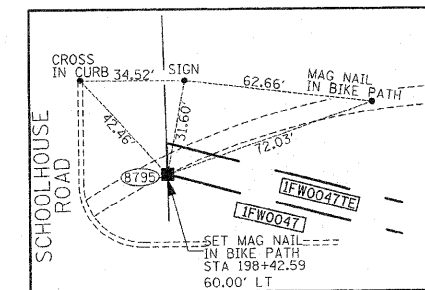 CROSS
IN CURB
34.52'
SIGN
62.66'
MAG NAIL
IN BIKE PATH
42.46'
31.60'
72.03'
SCHOOLHOUSE
ROAD
8795
1FW0047TE
1FW0047
SET MAG NAIL
IN BIKE PATH
STA 198+42.59
60.00' LT